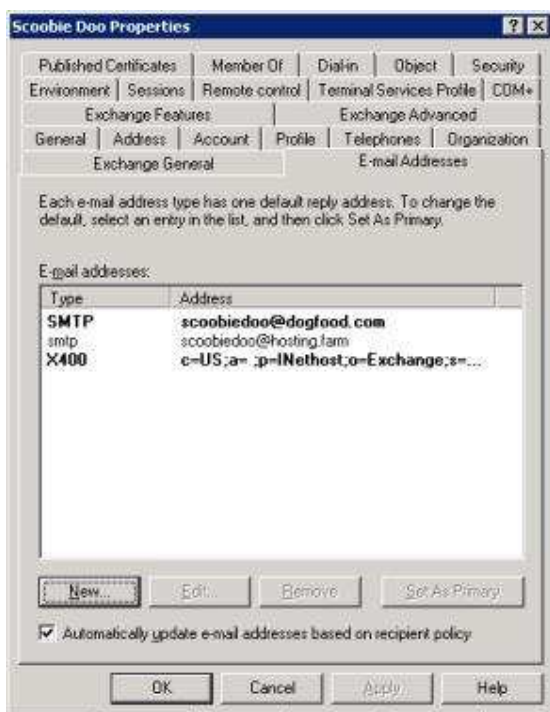 Scoobie Doo Properties
Published Certificates Member Of Dial-in Object Security
Environment Sessions Remote control Terminal Services Profile COM+
Exchange Features Exchange Advanced
General Address Account Profile Telephones Organization
Exchange General E-mail Addresses
Each e-mail address type has one default reply address. To change the
default, select an entry in the list, and then click Set As Primary.
E-mail addresses:
Type Address
SMTP scoobiedoo@dogfood.com
smtp scoobiedoo@hosting.farm
X400 c=US;a= ;p=INethost;o=Exchange;s=...
New... Edit... Remove Set As Primary
Automatically update e-mail addresses based on recipient policy
OK Cancel Apply Help